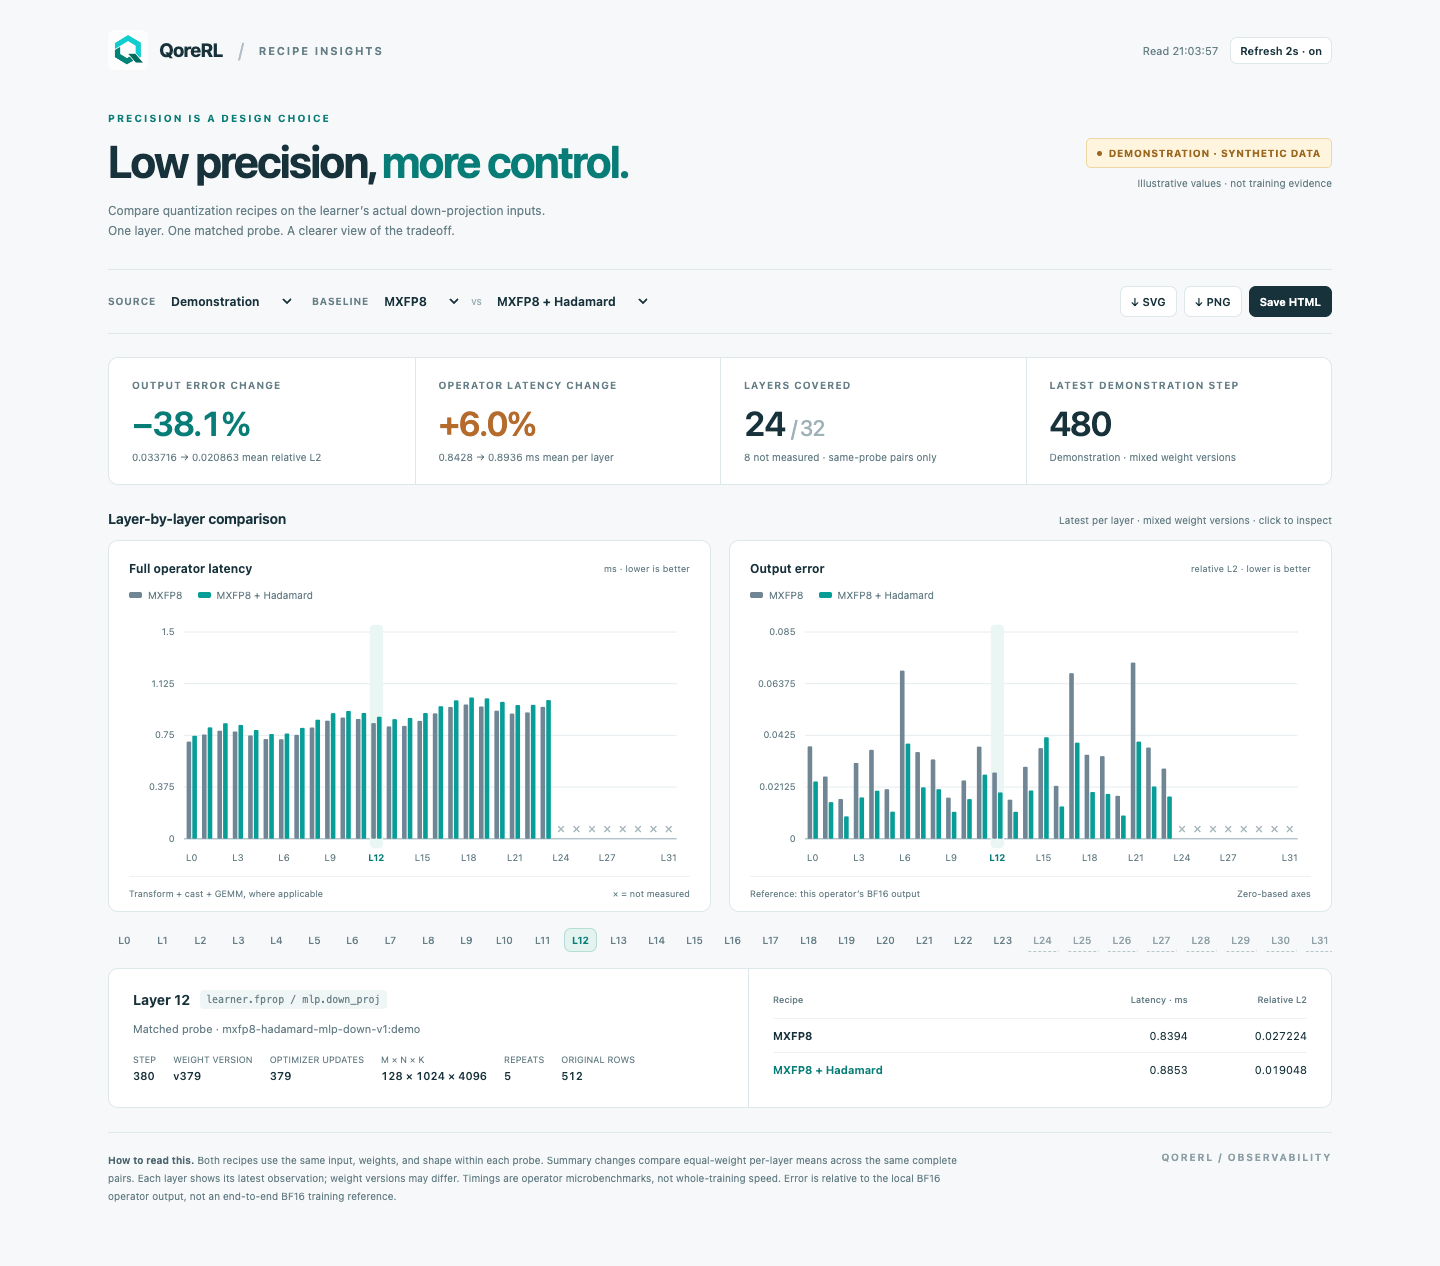 QoreRL / RECIPE INSIGHTS
Read 21:03:57 Refresh 2s · on
PRECISION IS A DESIGN CHOICE
Low precision, more control.
DEMONSTRATION · SYNTHETIC DATA
Illustrative values · not training evidence
Compare quantization recipes on the learner's actual down-projection inputs.
One layer. One matched probe. A clearer view of the tradeoff.
SOURCE Demonstration BASELINE MXFP8 vs MXFP8 + Hadamard
↓ SVG ↓ PNG Save HTML
OUTPUT ERROR CHANGE
−38.1%
0.033716 → 0.020863 mean relative L2
OPERATOR LATENCY CHANGE
+6.0%
0.8428 → 0.8936 ms mean per layer
LAYERS COVERED
24 / 32
8 not measured · same-probe pairs only
LATEST DEMONSTRATION STEP
480
Demonstration · mixed weight versions
Layer-by-layer comparison
Latest per layer · mixed weight versions · click to inspect
Full operator latency
ms · lower is better
MXFP8 MXFP8 + Hadamard
1.5
1.125
0.75
0.375
0
× × × × × × × ×
L0 L3 L6 L9 L12 L15 L18 L21 L24 L27 L31
Transform + cast + GEMM, where applicable
× = not measured
Output error
relative L2 · lower is better
MXFP8 MXFP8 + Hadamard
0.085
0.06375
0.0425
0.02125
0
× × × × × × × ×
L0 L3 L6 L9 L12 L15 L18 L21 L24 L27 L31
Reference: this operator's BF16 output
Zero-based axes
L0 L1 L2 L3 L4 L5 L6 L7 L8 L9 L10 L11 L12 L13 L14 L15 L16 L17 L18 L19 L20 L21 L22 L23 L24 L25 L26 L27 L28 L29 L30 L31
Layer 12 learner.fprop / mlp.down_proj
Matched probe · mxfp8-hadamard-mlp-down-v1:demo
STEP WEIGHT VERSION OPTIMIZER UPDATES M × N × K REPEATS ORIGINAL ROWS
380 v379 379 128 × 1024 × 4096 5 512
Recipe Latency · ms Relative L2
MXFP8 0.8394 0.027224
MXFP8 + Hadamard 0.8853 0.019048
How to read this. Both recipes use the same input, weights, and shape within each probe. Summary changes compare equal-weight per-layer means across the same complete
pairs. Each layer shows its latest observation; weight versions may differ. Timings are operator microbenchmarks, not whole-training speed. Error is relative to the local BF16
operator output, not an end-to-end BF16 training reference.
QORERL / OBSERVABILITY